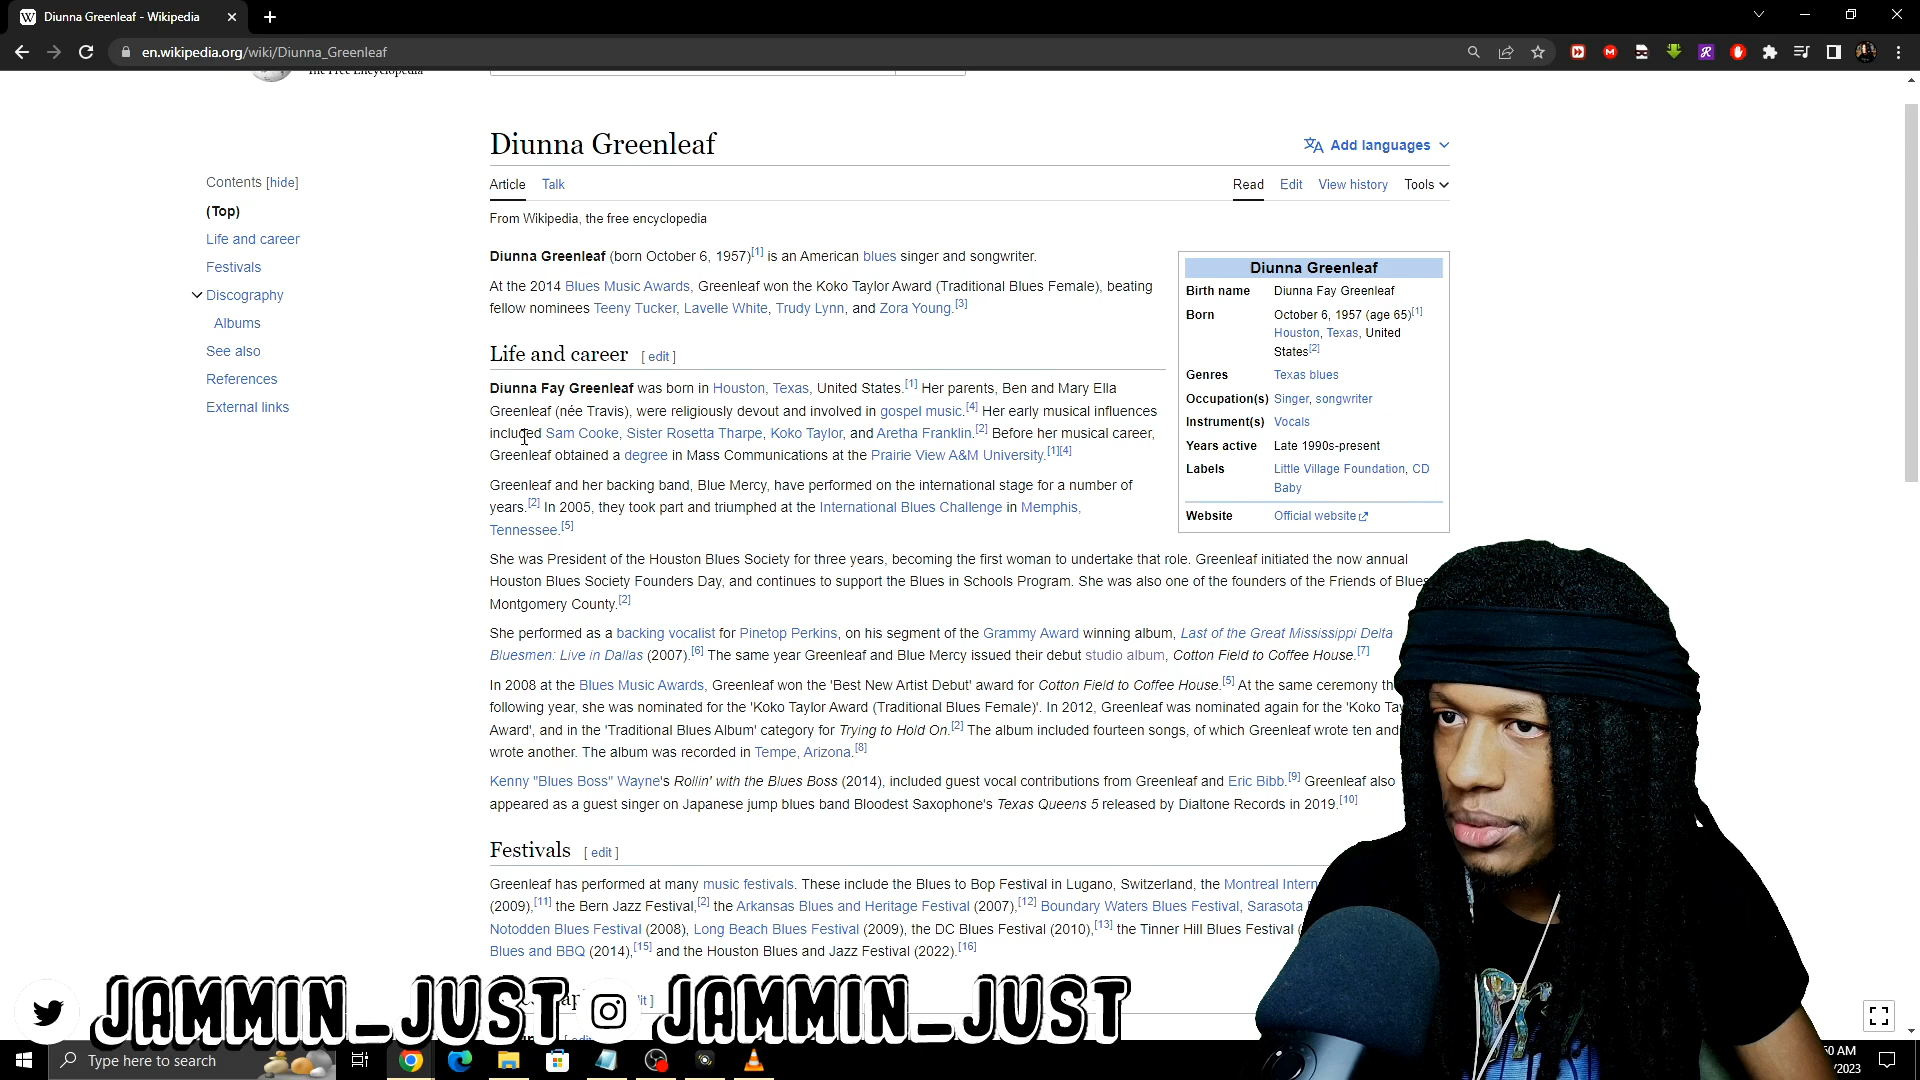 Diunna Greenleaf - Wikipedia
en.wikipedia.org/wiki/Diunna_Greenleaf
The Free Encyclopedia
Diunna Greenleaf
Add languages
Article Talk
Read Edit View history Tools
From Wikipedia, the free encyclopedia
Contents [hide]
(Top)
Life and career
Festivals
Discography
Albums
See also
References
External links
Diunna Greenleaf (born October 6, 1957)[1] is an American blues singer and songwriter.
At the 2014 Blues Music Awards, Greenleaf won the Koko Taylor Award (Traditional Blues Female), beating
fellow nominees Teeny Tucker, Lavelle White, Trudy Lynn, and Zora Young.[3]
Life and career [ edit ]
Diunna Fay Greenleaf was born in Houston, Texas, United States.[1] Her parents, Ben and Mary Ella
Greenleaf (née Travis), were religiously devout and involved in gospel music.[4] Her early musical influences
included Sam Cooke, Sister Rosetta Tharpe, Koko Taylor, and Aretha Franklin.[2] Before her musical career,
Greenleaf obtained a degree in Mass Communications at the Prairie View A&M University.[1][4]
Greenleaf and her backing band, Blue Mercy, have performed on the international stage for a number of
years.[2] In 2005, they took part and triumphed at the International Blues Challenge in Memphis,
Tennessee.[5]
Diunna Greenleaf
Birth name Diunna Fay Greenleaf
Born October 6, 1957 (age 65)[1]
Houston, Texas, United
States[2]
Genres Texas blues
Occupation(s) Singer, songwriter
Instrument(s) Vocals
Years active Late 1990s-present
Labels Little Village Foundation, CD
Baby
Website Official website
She was President of the Houston Blues Society for three years, becoming the first woman to undertake that role. Greenleaf initiated the now annual
Houston Blues Society Founders Day, and continues to support the Blues in Schools Program. She was also one of the founders of the Friends of Blues
Montgomery County.[2]
She performed as a backing vocalist for Pinetop Perkins, on his segment of the Grammy Award winning album, Last of the Great Mississippi Delta
Bluesmen: Live in Dallas (2007).[6] The same year Greenleaf and Blue Mercy issued their debut studio album, Cotton Field to Coffee House.[7]
In 2008 at the Blues Music Awards, Greenleaf won the 'Best New Artist Debut' award for Cotton Field to Coffee House.[5] At the same ceremony th
following year, she was nominated for the 'Koko Taylor Award (Traditional Blues Female)'. In 2012, Greenleaf was nominated again for the 'Koko Tay
Award', and in the 'Traditional Blues Album' category for Trying to Hold On.[2] The album included fourteen songs, of which Greenleaf wrote ten and
wrote another. The album was recorded in Tempe, Arizona.[8]
Kenny "Blues Boss" Wayne's Rollin' with the Blues Boss (2014), included guest vocal contributions from Greenleaf and Eric Bibb.[9] Greenleaf also
appeared as a guest singer on Japanese jump blues band Bloodest Saxophone's Texas Queens 5 released by Dialtone Records in 2019.[10]
Festivals [ edit ]
Greenleaf has performed at many music festivals. These include the Blues to Bop Festival in Lugano, Switzerland, the Montreal Intern
(2009),[11] the Bern Jazz Festival,[2] the Arkansas Blues and Heritage Festival (2007),[12] Boundary Waters Blues Festival, Sarasota
Notodden Blues Festival (2008), Long Beach Blues Festival (2009), the DC Blues Festival (2010),[13] the Tinner Hill Blues Festival (
Blues and BBQ (2014),[15] and the Houston Blues and Jazz Festival (2022).[16]
JAMMIN_JUST JAMMIN_JUST
Type here to search